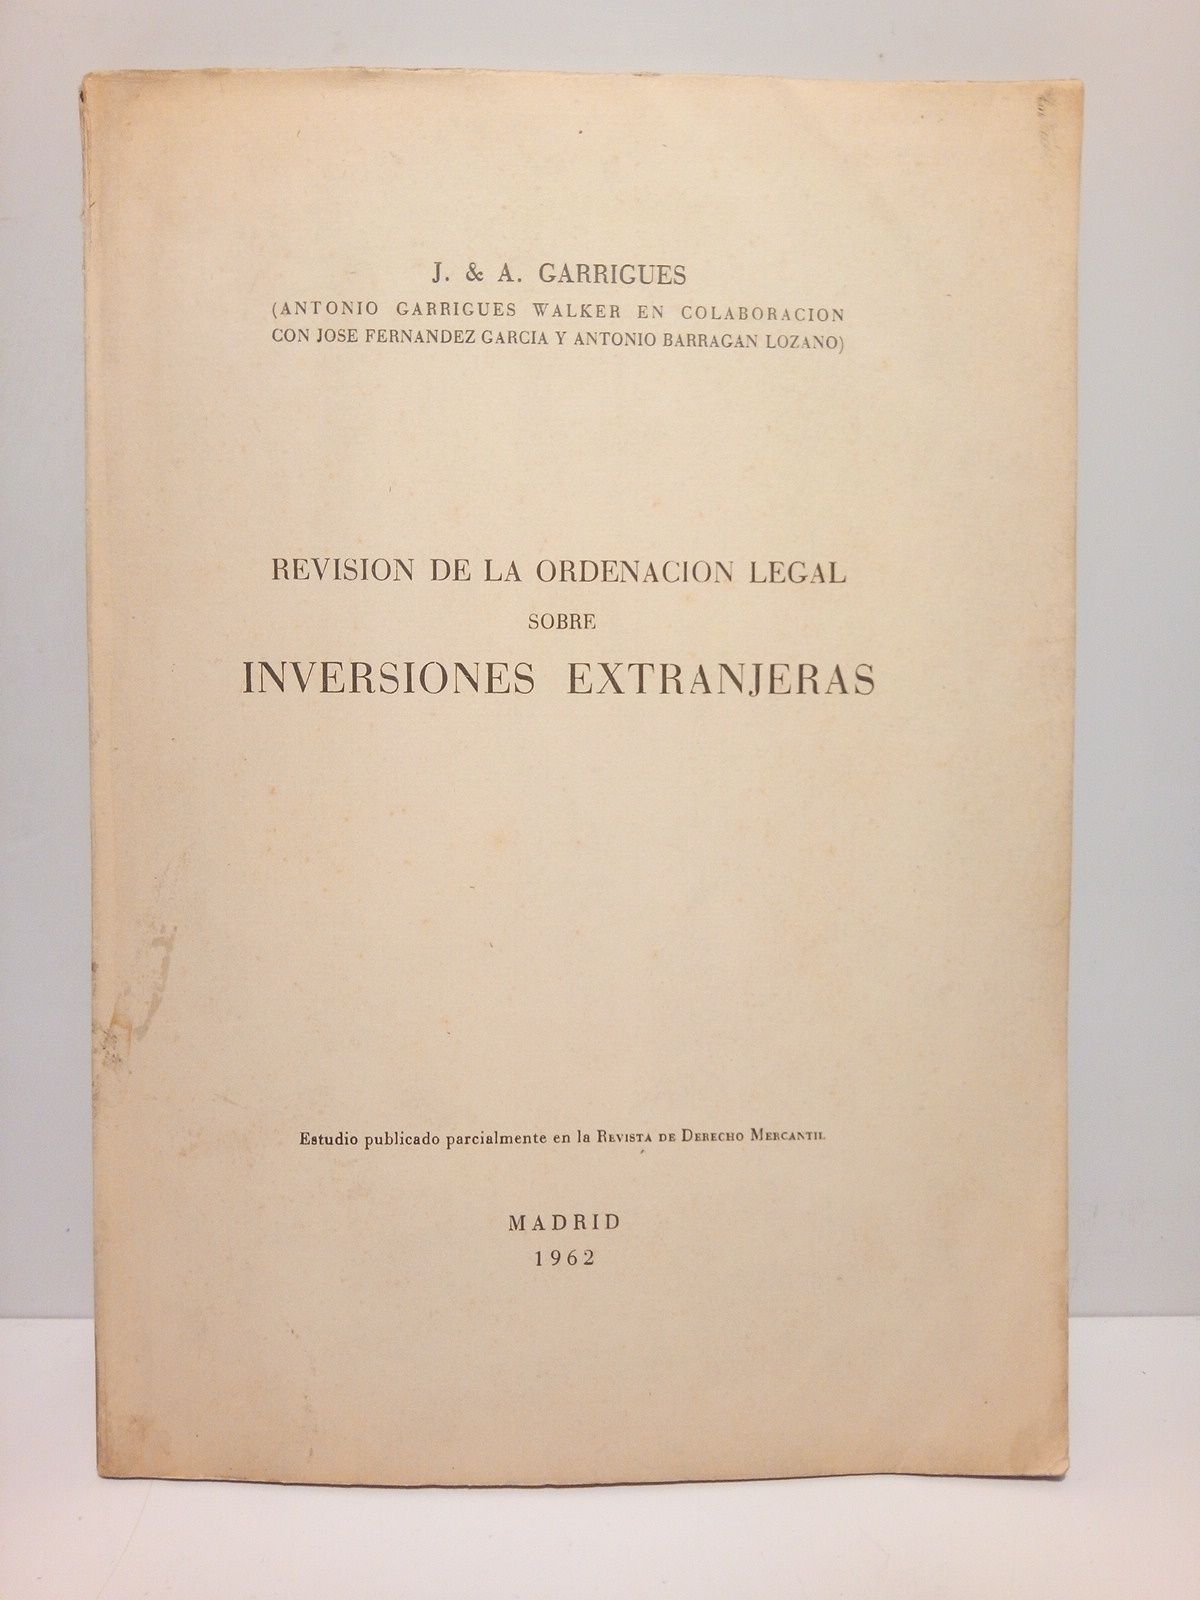 J. & A. GARRIGUES
(ANTONIO GARRIGUES WALKER EN COLABORACION
CON JOSE FERNANDEZ GARCIA Y ANTONIO BARRAGAN LOZANO)
REVISION DE LA ORDENACION LEGAL
SOBRE
INVERSIONES EXTRANJERAS
Estudio publicado parcialmente en la REVISTA DE DERECHO MERCANTIL
MADRID
1962